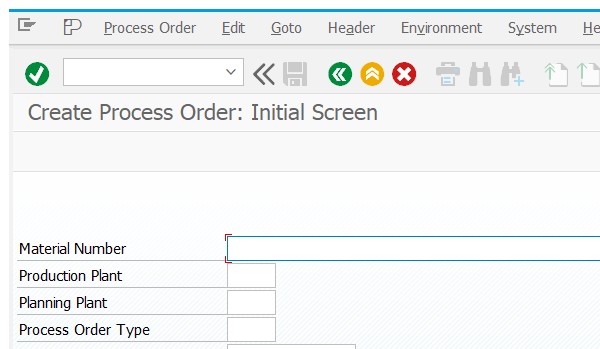 Process Order Edit Goto Header Environment System He
Create Process Order: Initial Screen
Material Number
Production Plant
Planning Plant
Process Order Type